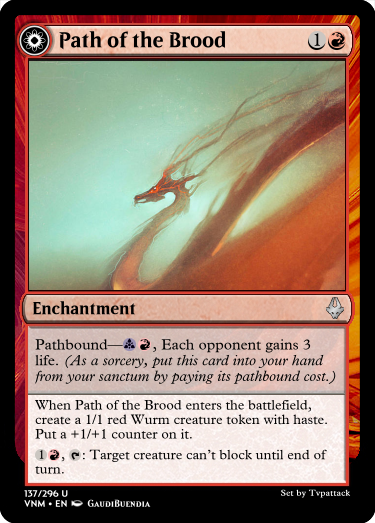 Path of the Brood 1
Enchantment
Pathbound—, Each opponent gains 3
life. (As a sorcery, put this card into your hand
from your sanctum by paying its pathbound cost.)
When Path of the Brood enters the battlefield,
create a 1/1 red Wurm creature token with haste.
Put a +1/+1 counter on it.
1, : Target creature can't block until end of
turn.
137/296 U Set by Tvpattack
VNM • EN GaudiBuendia